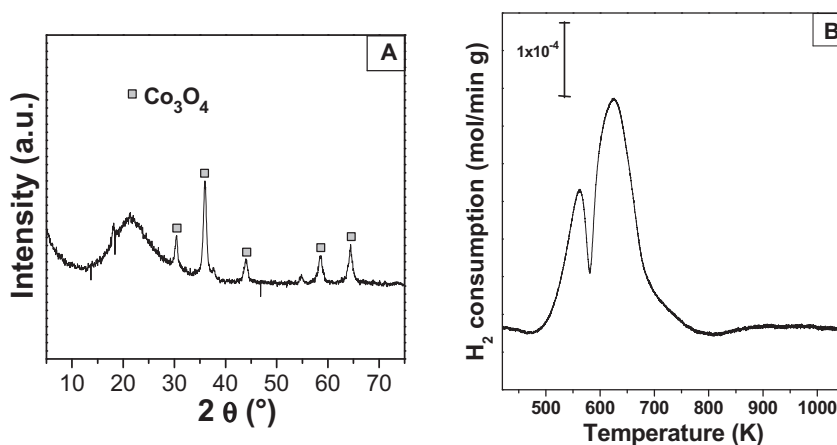 A
Co₃O₄
Intensity (a.u.)
10 20 30 40 50 60 70
2 θ (°)
B
1x10⁻⁴
H₂ consumption (mol/min g)
500 600 700 800 900 1000
Temperature (K)